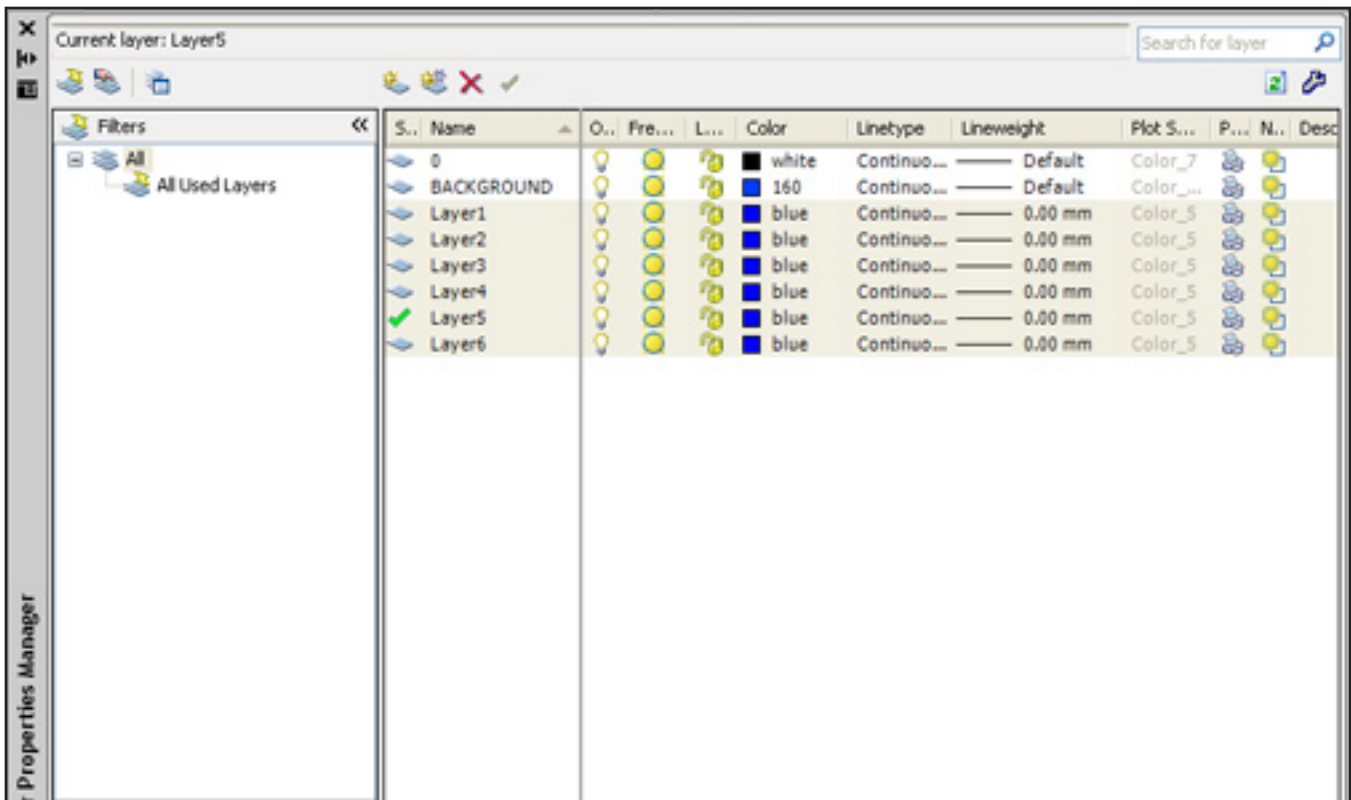 Current layer: Layer5
Search for layer
Filters
S.. Name O.. Fre... L... Color Linetype Lineweight Plot S... P... N.. Desc
All
All Used Layers
0 white Continuo... Default Color_7
BACKGROUND 160 Continuo... Default Color_...
Layer1 blue Continuo... 0.00 mm Color_5
Layer2 blue Continuo... 0.00 mm Color_5
Layer3 blue Continuo... 0.00 mm Color_5
Layer4 blue Continuo... 0.00 mm Color_5
Layer5 blue Continuo... 0.00 mm Color_5
Layer6 blue Continuo... 0.00 mm Color_5
r Properties Manager